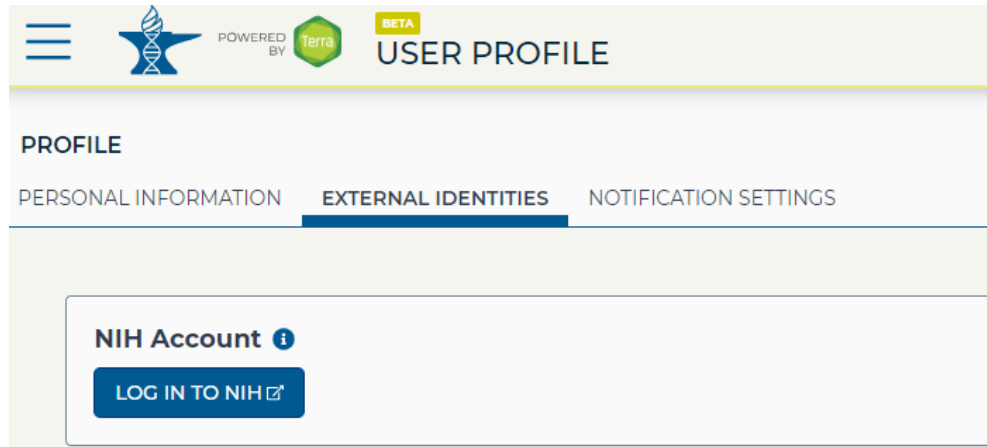 POWERED BY
Terra
BETA
USER PROFILE
PROFILE
PERSONAL INFORMATION EXTERNAL IDENTITIES NOTIFICATION SETTINGS
NIH Account
LOG IN TO NIH